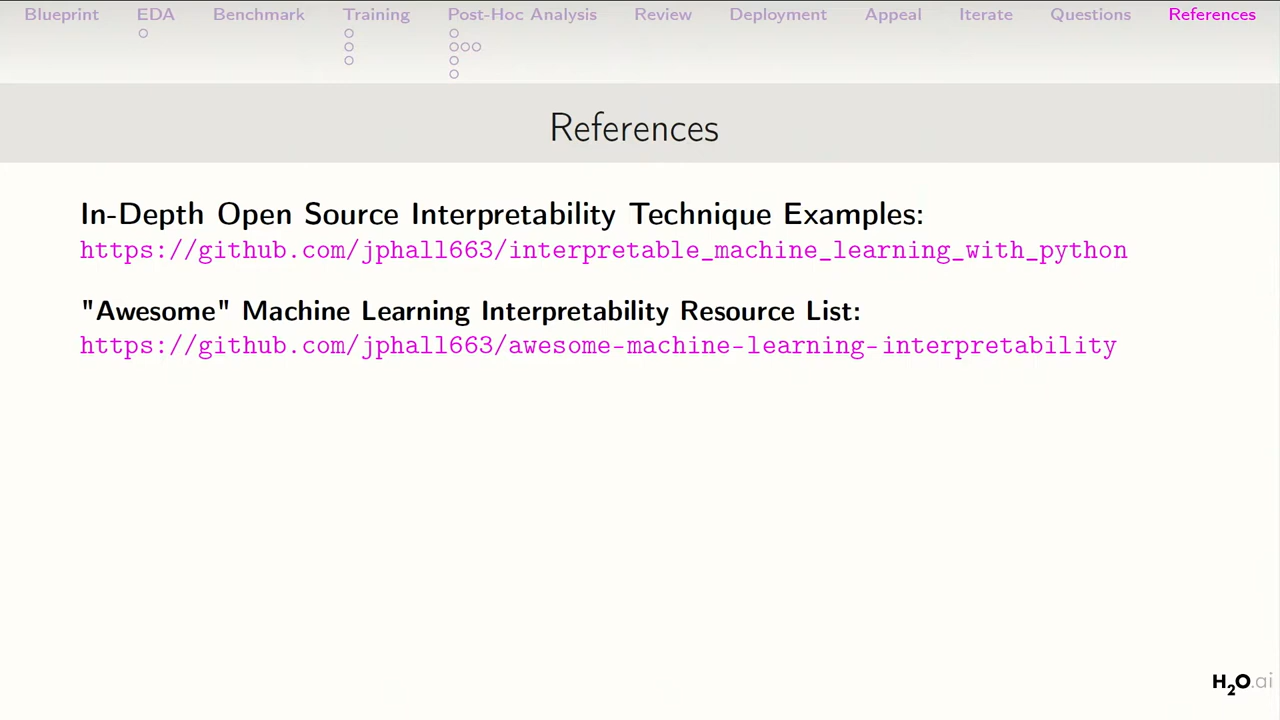 Blueprint EDA Benchmark Training Post-Hoc Analysis Review Deployment Appeal Iterate Questions References
References
In-Depth Open Source Interpretability Technique Examples:
https://github.com/jphall663/interpretable_machine_learning_with_python
"Awesome" Machine Learning Interpretability Resource List:
https://github.com/jphall663/awesome-machine-learning-interpretability
H2O.ai